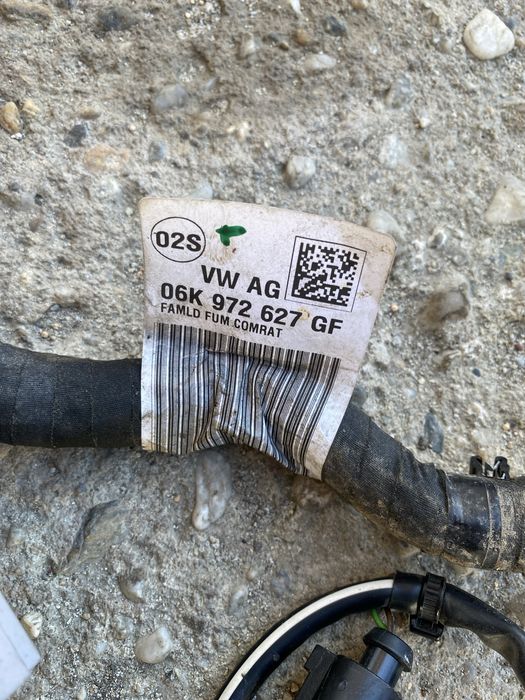 02S
VW AG
06K 972 627 GF
FAMLD FUM COMRAT